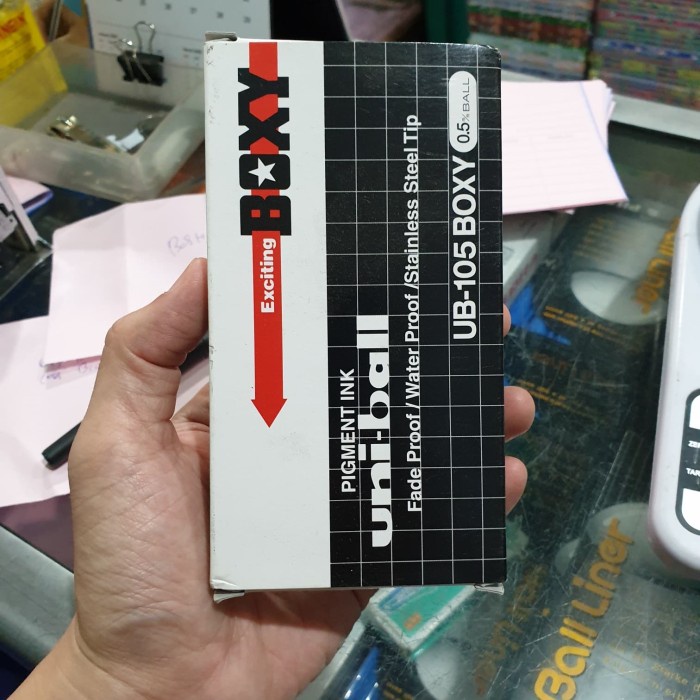 Exciting BOXY
PIGMENT INK
uni-ball
Fade Proof / Water Proof / Stainless Steel Tip
UB-105 BOXY 0.5㎜ BALL
Ball Liner